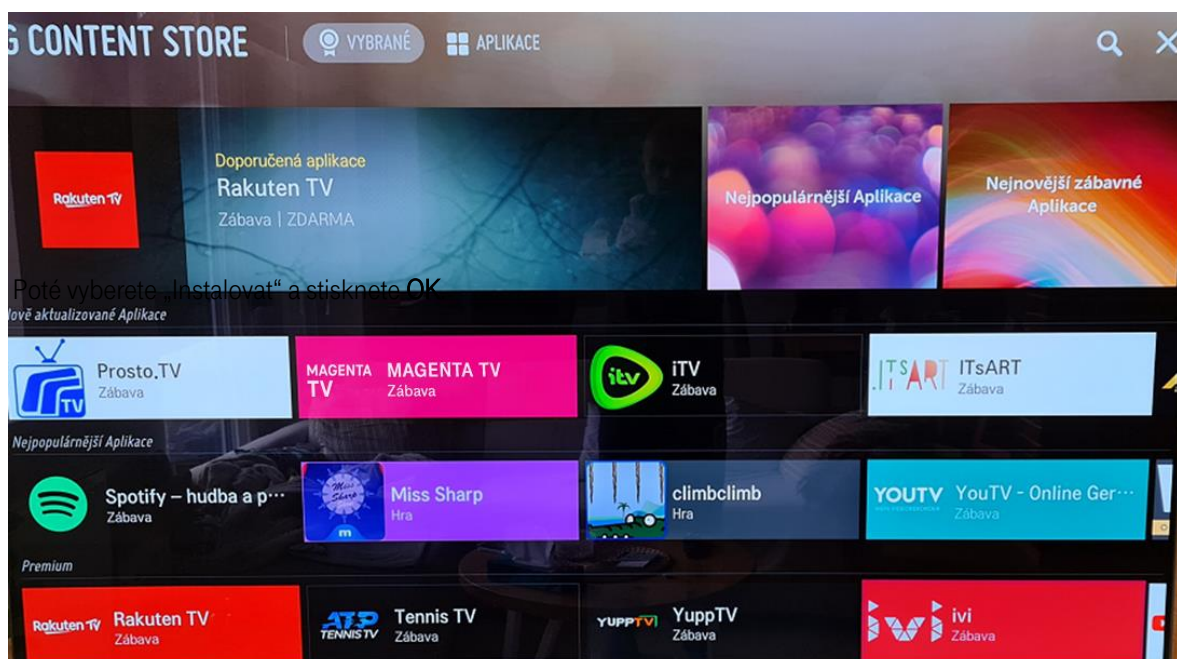 G CONTENT STORE
VYBRANÉ
APLIKACE
Rakuten TV
Doporučená aplikace
Rakuten TV
Zábava | ZDARMA
Nejpopulárnější Aplikace
Nejnovější zábavné
Aplikace
Poté vyberete „Instalovat“ a stisknete OK
Nově aktualizované Aplikace
TV
Prosto.TV
Zábava
MAGENTA
TV
MAGENTA TV
Zábava
itv
iTV
Zábava
.ITSART
ITsART
Zábava
Nejpopulárnější Aplikace
Spotify – hudba a p···
Zábava
Miss
Sharp
m
Miss Sharp
Hra
climbclimb
Hra
YOUTV
YouTV - Online Ger···
Zábava
Premium
Rakuten TV
Rakuten TV
Zábava
ATP
TENNIS TV
Tennis TV
Zábava
YUPPTV
YuppTV
Zábava
ivi
ivi
Zábava